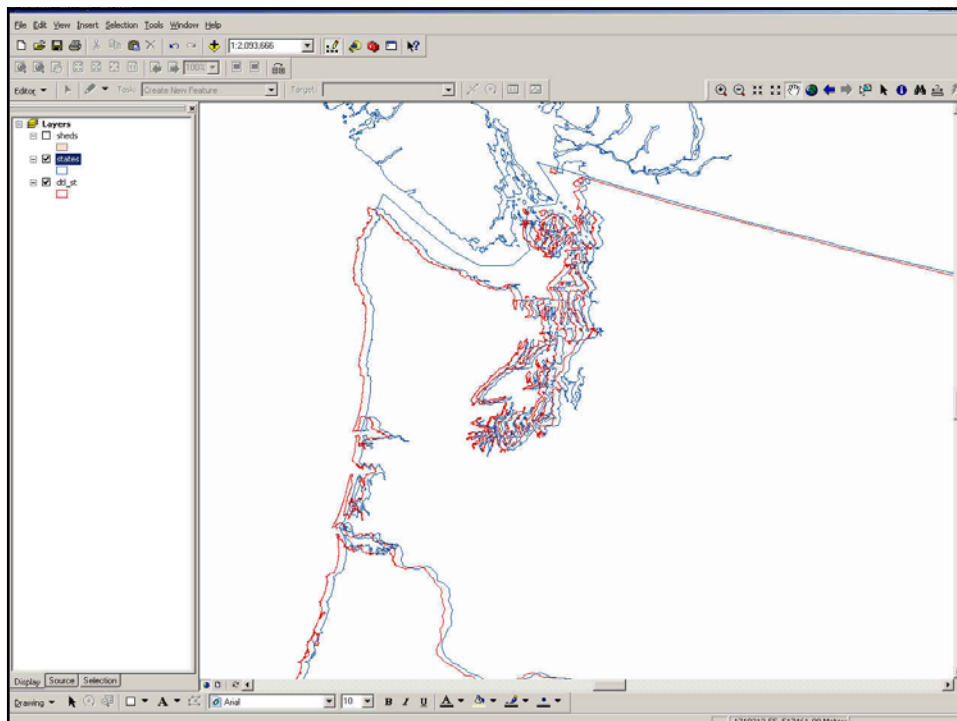 File Edit View Insert Selection Tools Window Help
1:2,093,666
100%
Editor Task: Create New Feature Target:
Layers
sheds
states
dtl_st
Display Source Selection
Drawing A Arial 10 B I U A